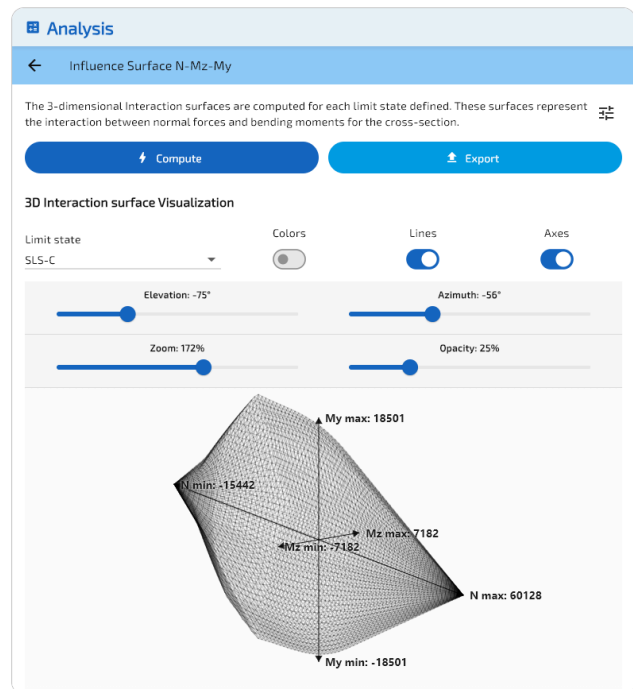 Analysis
Influence Surface N-Mz-My
The 3-dimensional Interaction surfaces are computed for each limit state defined. These surfaces represent
the interaction between normal forces and bending moments for the cross-section.
Compute
Export
3D Interaction surface Visualization
Limit state
Colors
Lines
Axes
SLS-C
Elevation: -75°
Azimuth: -56°
Zoom: 172%
Opacity: 25%
My max: 18501
N min: -15442
Mz max: 7182
Mz min: -7182
N max: 60128
My min: -18501